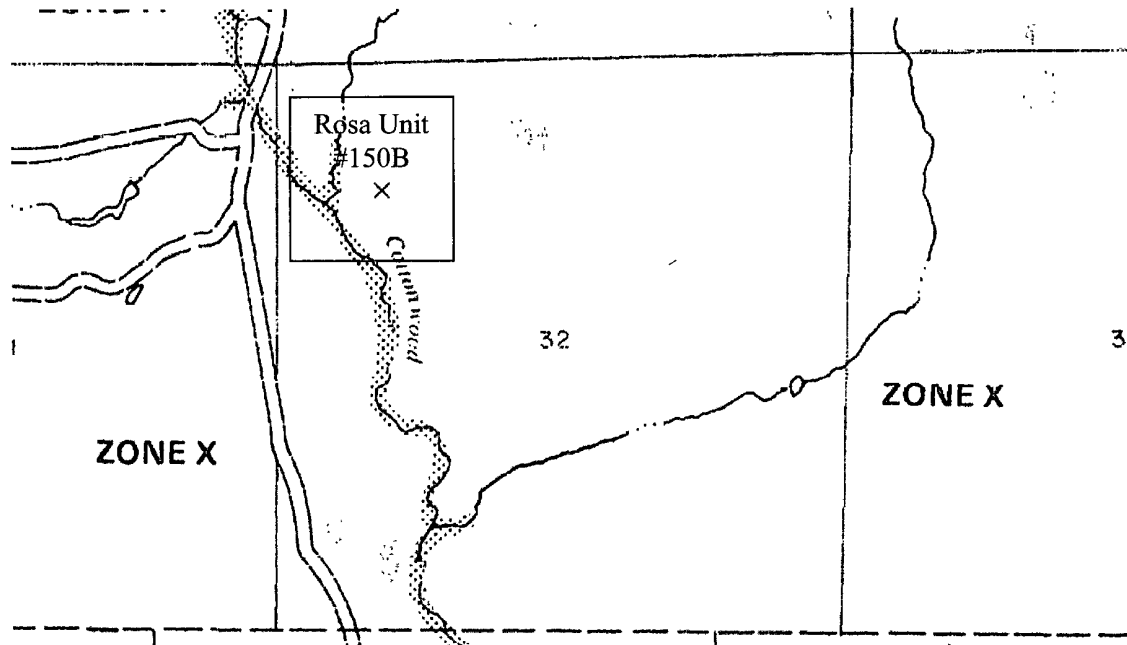 Rosa Unit
#150B
Cottonwood
32
3
ZONE X
ZONE X